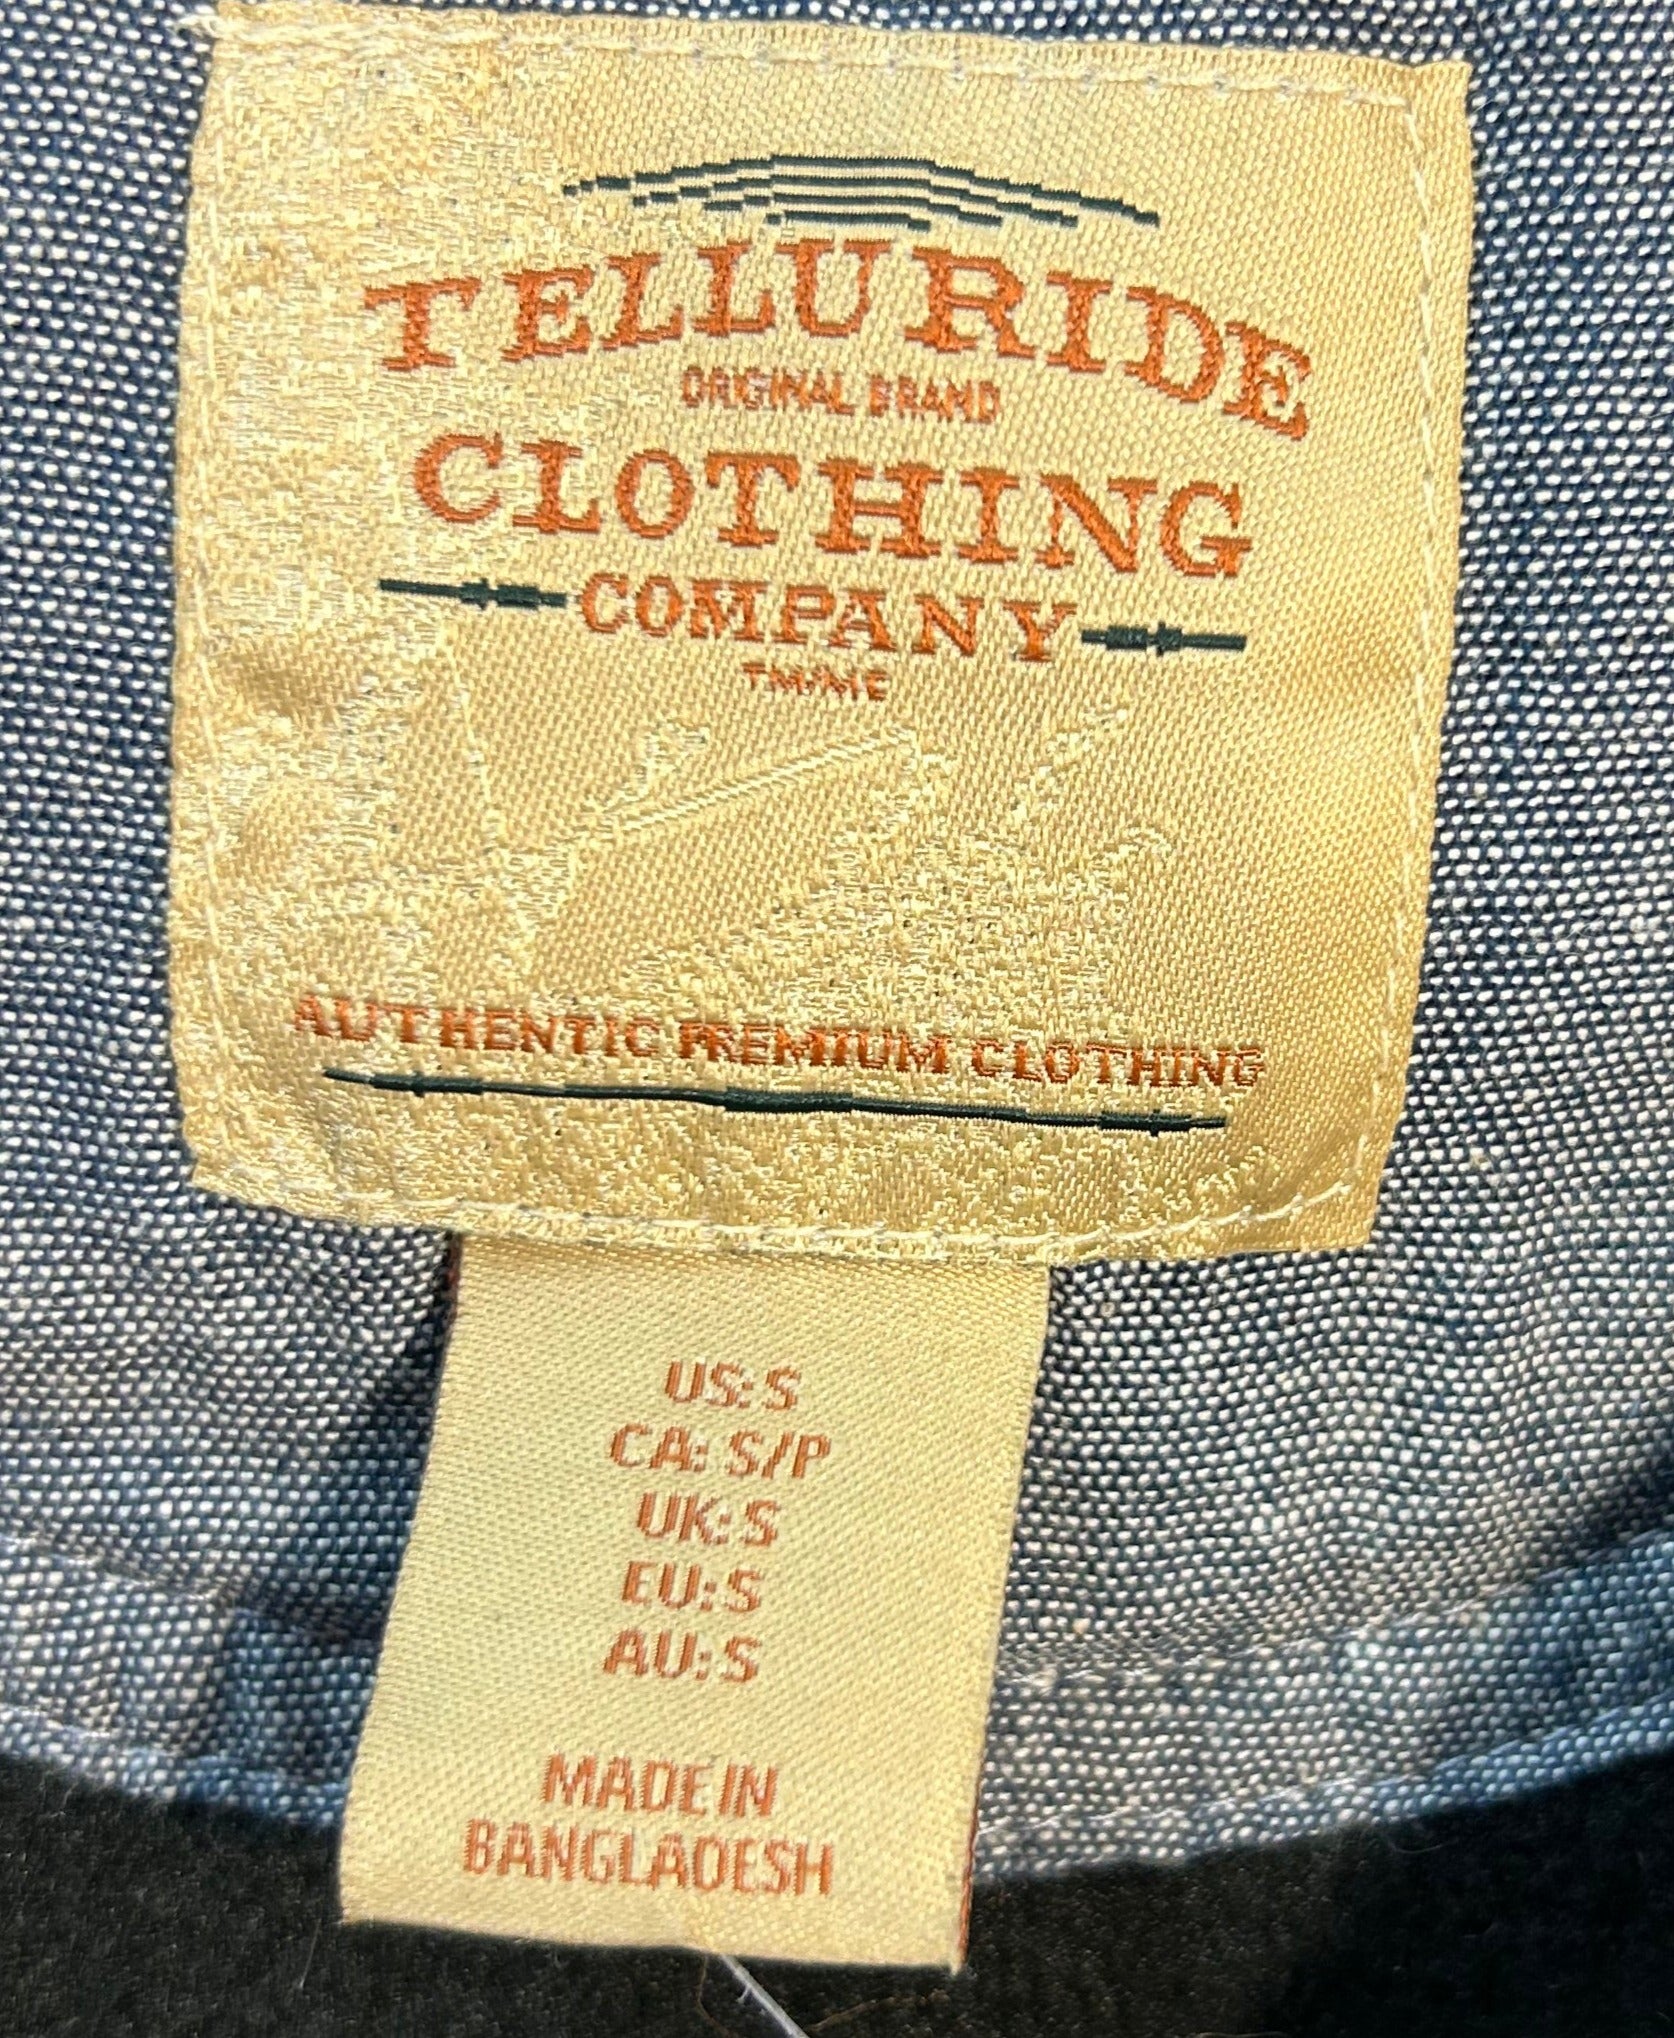 TELLURIDE
ORIGINAL BRAND
CLOTHING
COMPANY
TM/MC
AUTHENTIC PREMIUM CLOTHING
US: S
CA: S/P
UK: S
EU: S
AU: S
MADE IN
BANGLADESH